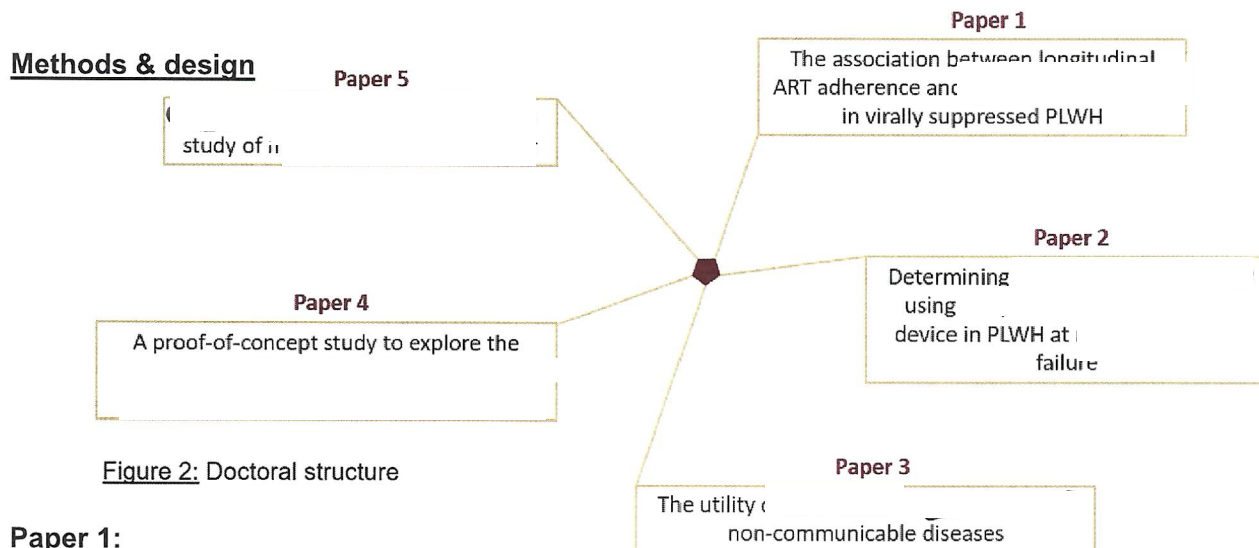 Methods & design
Paper 5
study of
Paper 1
The association between longitudinal
ART adherence and
in virally suppressed PLWH
Paper 2
Determining
using
device in PLWH at
failure
Paper 4
A proof-of-concept study to explore the
Figure 2: Doctoral structure
Paper 3
The utility
non-communicable diseases
Paper 1: